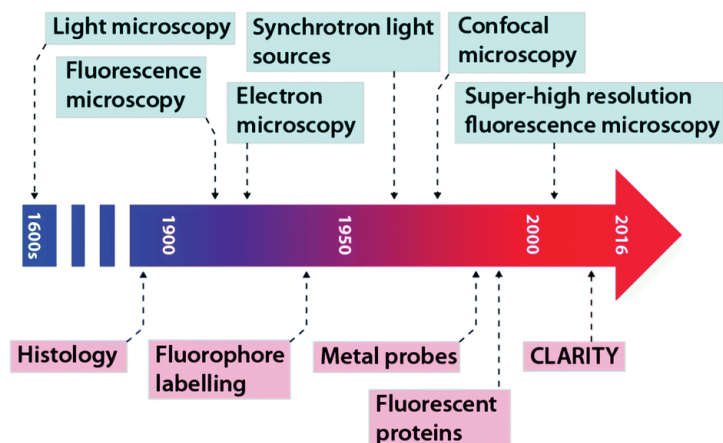 Light microscopy
Synchrotron light
sources
Confocal
microscopy
Fluorescence
microscopy
Electron
microscopy
Super-high resolution
fluorescence microscopy
1600s
1900
1950
2000
2016
Histology
Fluorophore
labelling
Metal probes
CLARITY
Fluorescent
proteins